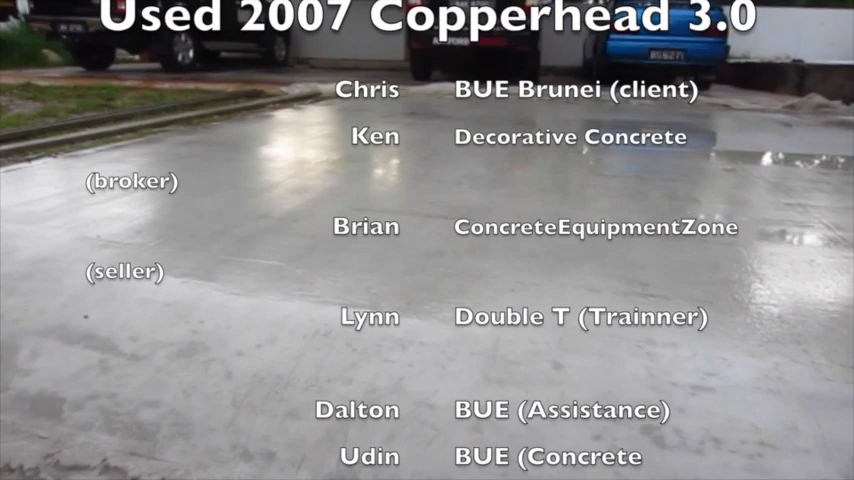 Used 2007 Copperhead 3.0
Chris BUE Brunei (client)
Ken Decorative Concrete
(broker)
Brian ConcreteEquipmentZone
(seller)
Lynn Double T (Trainner)
Dalton BUE (Assistance)
Udin BUE (Concrete